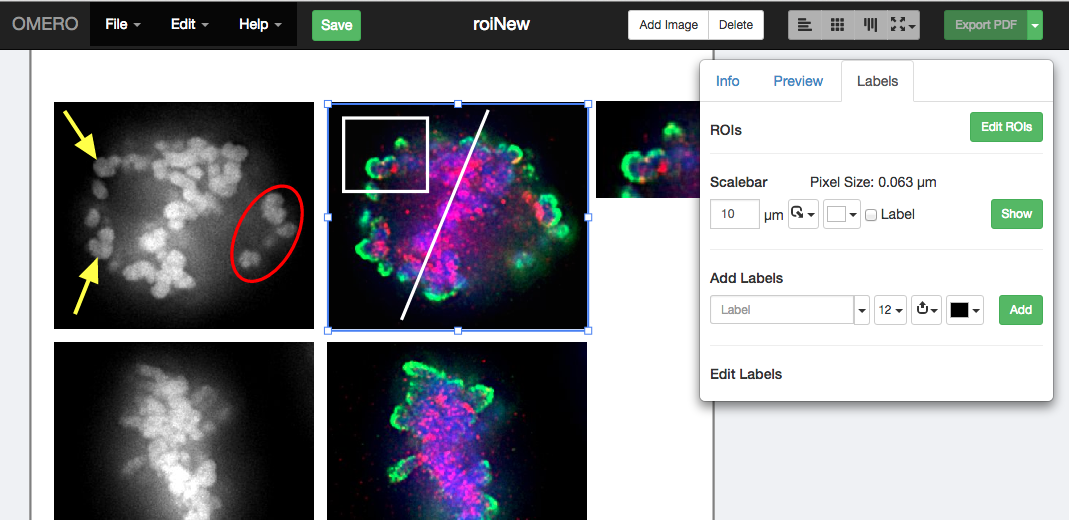 OMERO File Edit Help Save roiNew Add Image Delete Export PDF
Info Preview Labels
ROIs Edit ROIs
Scalebar Pixel Size: 0.063 µm
10 µm Label Show
Add Labels
Label 12 Add
Edit Labels